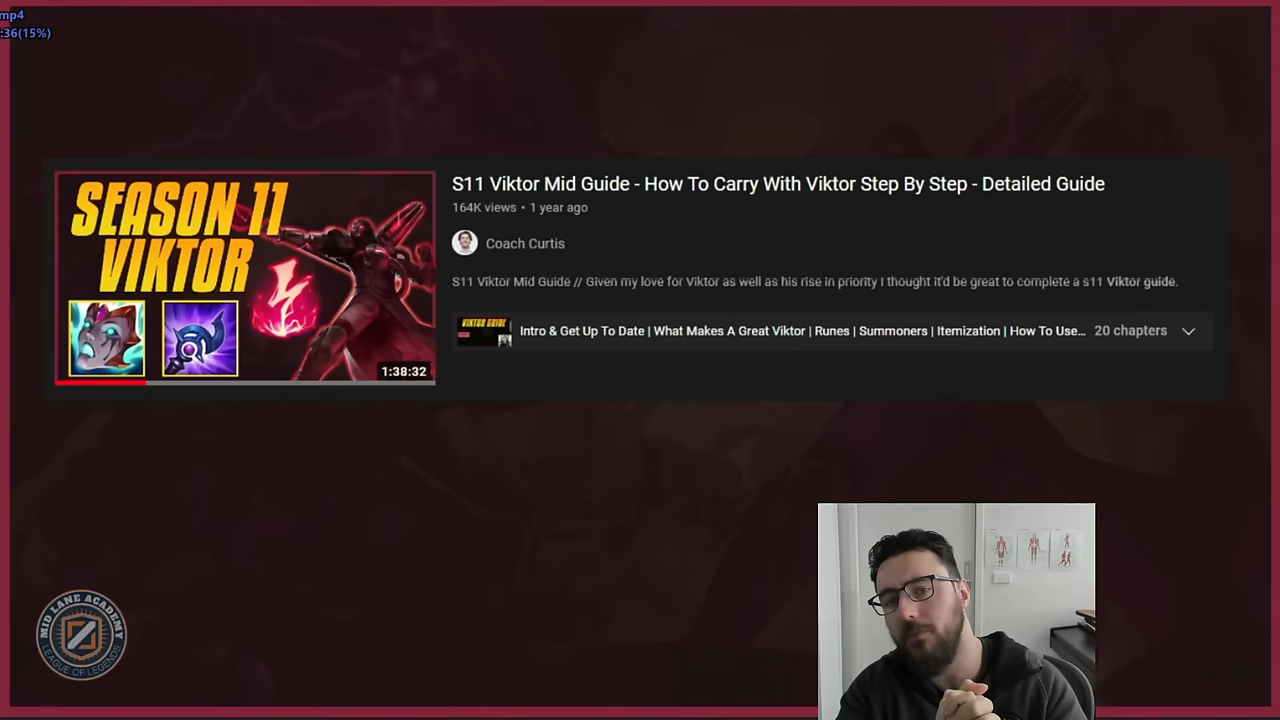 mp4
:36(15%)
SEASON 11
VIKTOR
1:38:32
S11 Viktor Mid Guide - How To Carry With Viktor Step By Step - Detailed Guide
164K views • 1 year ago
Coach Curtis
S11 Viktor Mid Guide // Given my love for Viktor as well as his rise in priority I thought it'd be great to complete a s11 Viktor guide.
VIKTOR GUIDE
Intro & Get Up To Date | What Makes A Great Viktor | Runes | Summoners | Itemization | How To Use... 20 chapters
MID LANE ACADEMY
LEAGUE OF LEGENDS